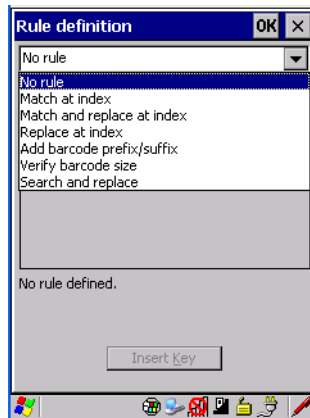 Rule definition OK
No rule
No rule
Match at index
Match and replace at index
Replace at index
Add barcode prefix/suffix
Verify barcode size
Search and replace
No rule defined.
Insert Key